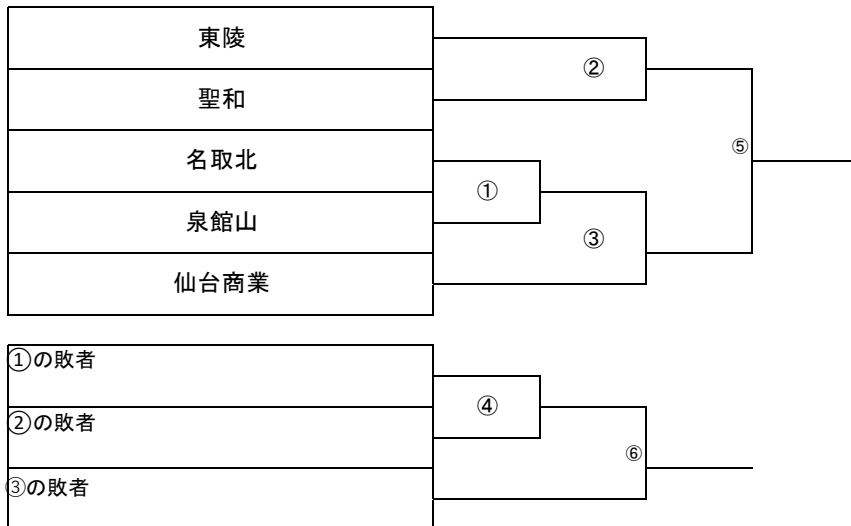 東陵
②
聖和
⑤
名取北
①
泉館山
③
仙台商業
①の敗者
④
②の敗者
⑥
③の敗者